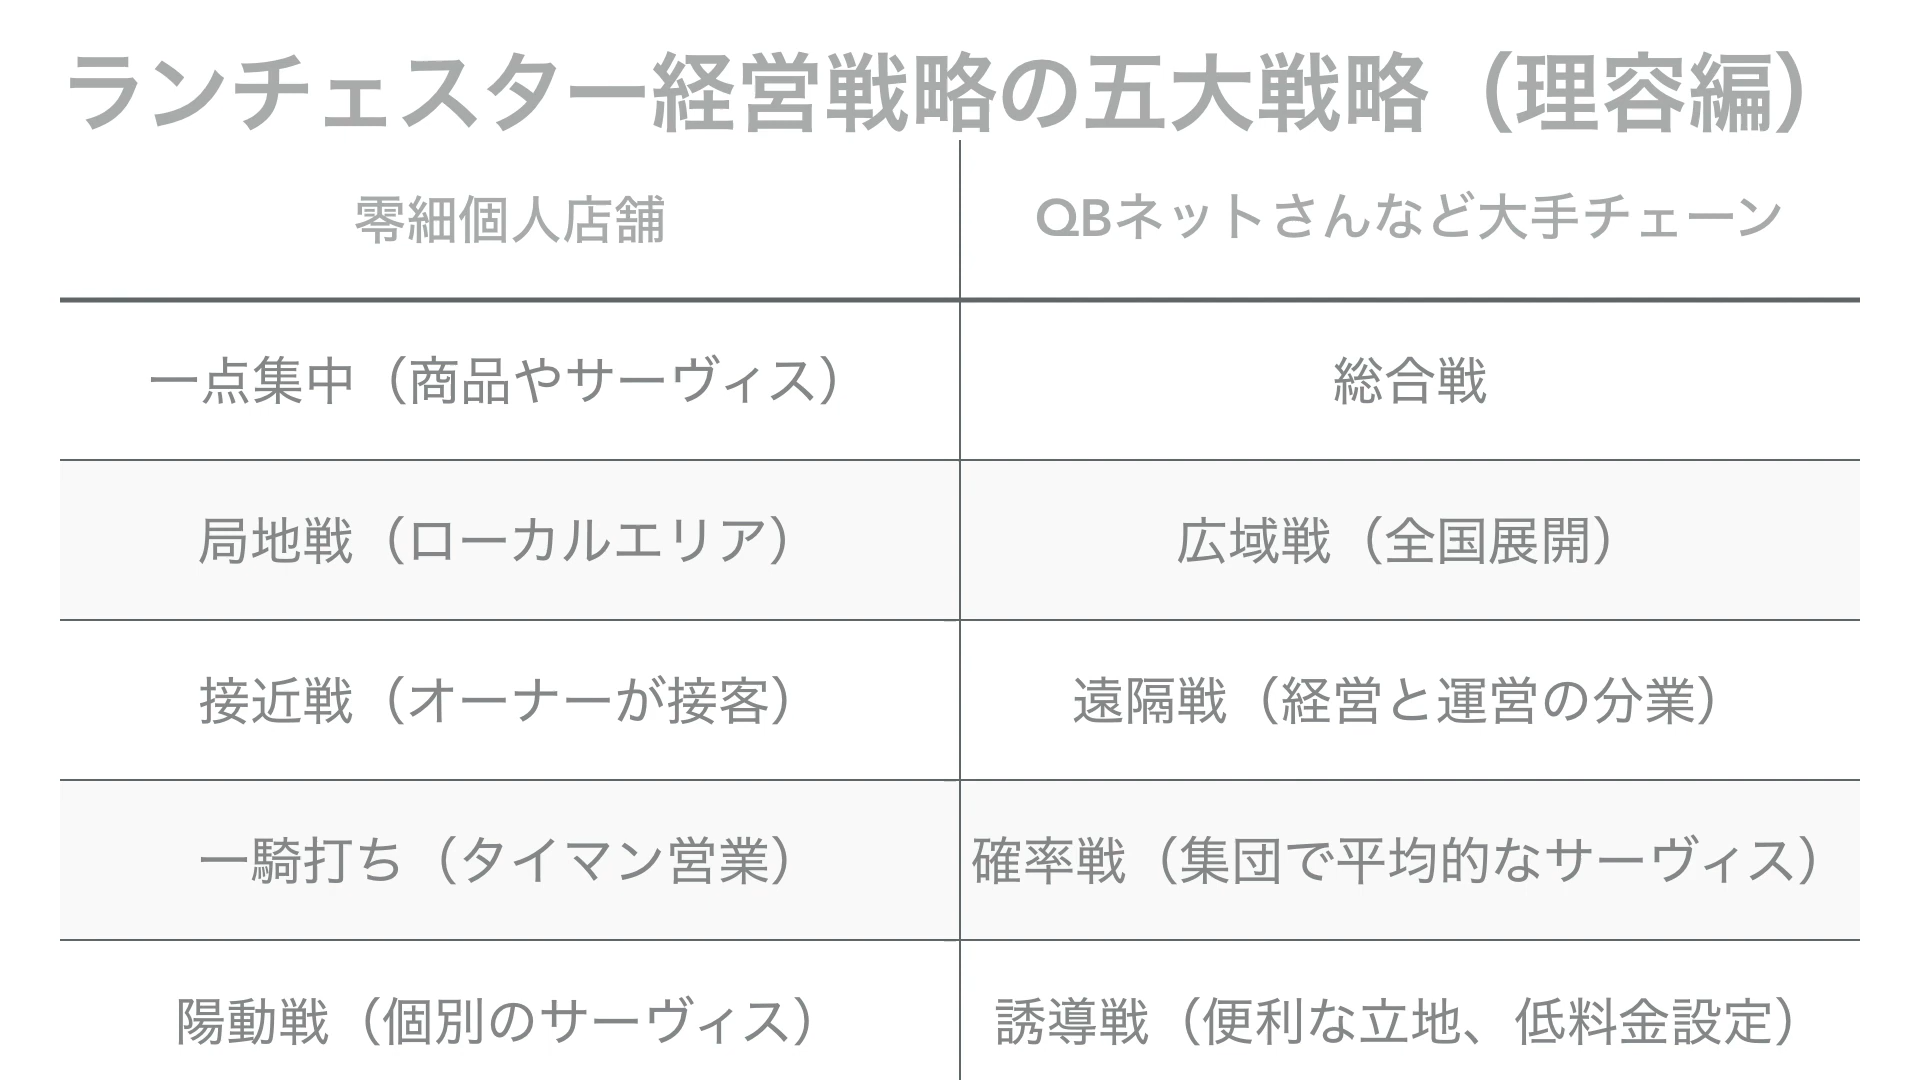 ランチェスター経営戦略の五大戦略（理容編）
零細個人店舗
QBネットさんなど大手チェーン
一点集中（商品やサーヴィス）
総合戦
局地戦（ローカルエリア）
広域戦（全国展開）
接近戦（オーナーが接客）
遠隔戦（経営と運営の分業）
一騎打ち（タイマン営業）
確率戦（集団で平均的なサーヴィス）
陽動戦（個別のサーヴィス）
誘導戦（便利な立地、低料金設定）